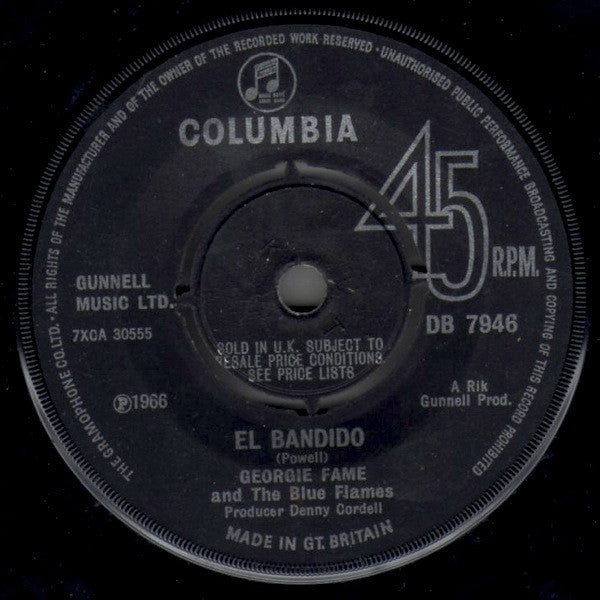 THE GRAMOPHONE CO. LTD. · ALL RIGHTS OF THE MANUFACTURER AND OF THE OWNER OF THE RECORDED WORK RESERVED · UNAUTHORISED PUBLIC PERFORMANCE BROADCASTING AND COPYING OF THIS RECORD PROHIBITED
COLUMBIA
45
R.P.M.
GUNNELL
MUSIC LTD.
7XCA 30555
DB 7946
SOLD IN U.K. SUBJECT TO
RESALE PRICE CONDITIONS,
SEE PRICE LISTS
Ⓟ1966
A Rik
Gunnell Prod.
EL BANDIDO
(Powell)
GEORGIE FAME
and The Blue Flames
Producer Denny Cordell
MADE IN GT. BRITAIN